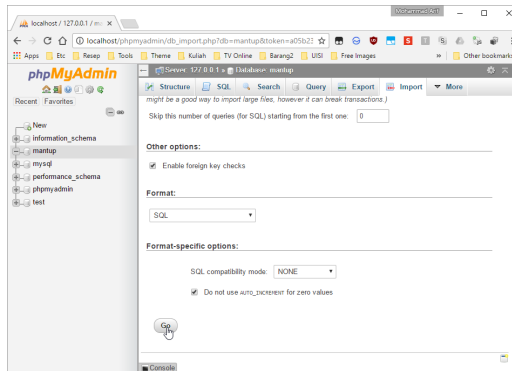 Mohammad Arif
localhost / 127.0.0.1 / ma
localhost/phpmyadmin/db_import.php?db=mantup&token=a05b23
Apps Etc Resep Tools Theme Kuliah TV Online Barang2 UISI Free Images » Other bookmarks
phpMyAdmin
Recent Favorites
New
information_schema
mantup
mysql
performance_schema
phpmyadmin
test
Server: 127.0.0.1 » Database: mantup
Structure SQL Search Query Export Import More
might be a good way to import large files, however it can break transactions.)
Skip this number of queries (for SQL) starting from the first one: 0
Other options:
Enable foreign key checks
Format:
SQL
Format-specific options:
SQL compatibility mode: NONE
Do not use AUTO_INCREMENT for zero values
Go
Console